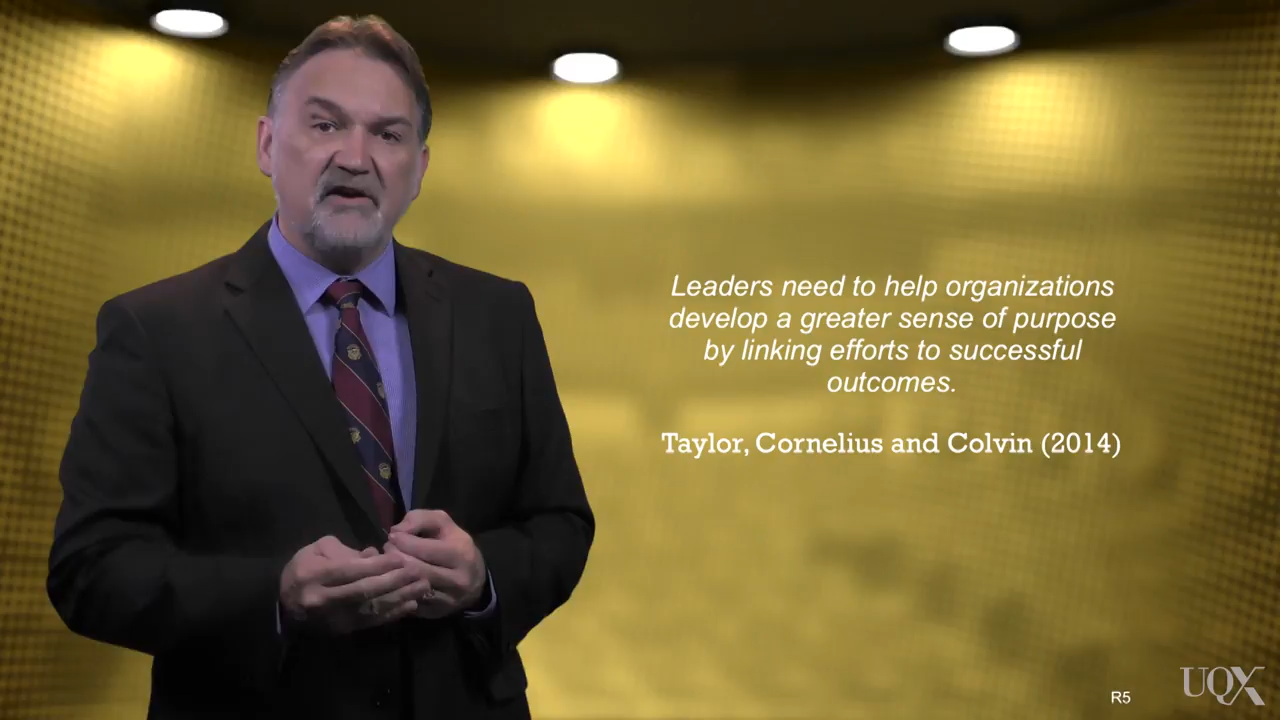 Leaders need to help organizations
develop a greater sense of purpose
by linking efforts to successful
outcomes.
Taylor, Cornelius and Colvin (2014)
R5
UQX